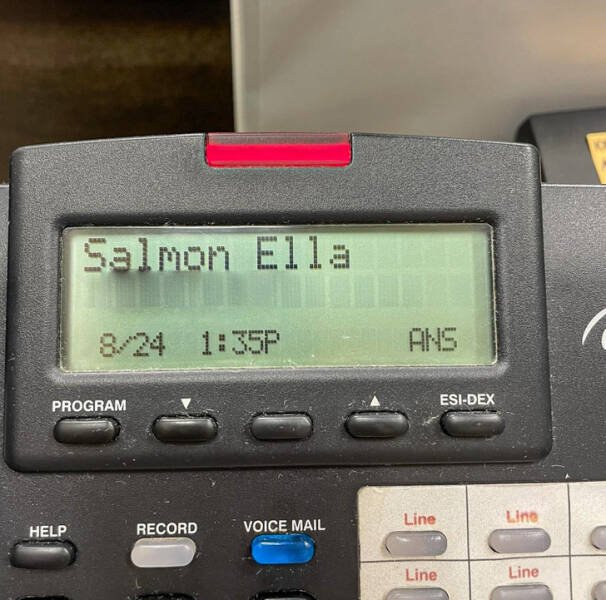 Salmon Ella
8/24 1:35P ANS
PROGRAM ▼ ▲ ESI-DEX
HELP RECORD VOICE MAIL
Line Line
Line Line